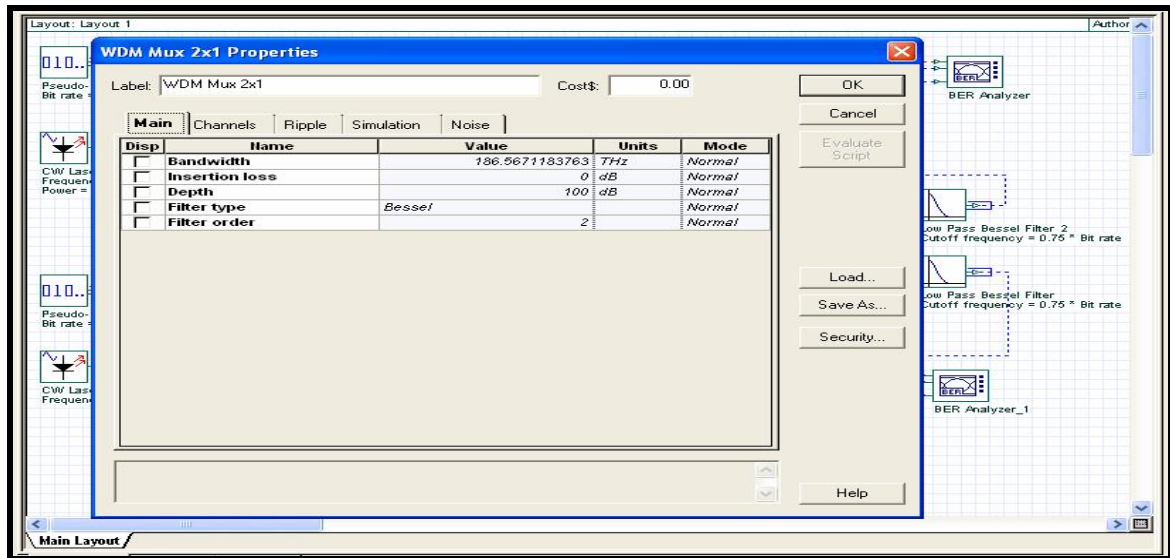 Layout: Layout 1
Author
WDM Mux 2x1 Properties
Label: WDM Mux 2x1 Cost$: 0.00
OK
Cancel
Evaluate Script
Main Channels Ripple Simulation Noise
Disp Name Value Units Mode
Bandwidth 186.5671183763 THz Normal
Insertion loss 0 dB Normal
Depth 100 dB Normal
Filter type Bessel Normal
Filter order 2 Normal
Load...
Save As...
Security...
Help
010..
Pseudo-
Bit rate =
CW Las
Frequen
Power =
010..
Pseudo-
Bit rate =
CW Las
Frequen
BER
BER Analyzer
Low Pass Bessel Filter 2
Cutoff frequency = 0.75 * Bit rate
Low Pass Bessel Filter
Cutoff frequency = 0.75 * Bit rate
BER
BER Analyzer_1
Main Layout